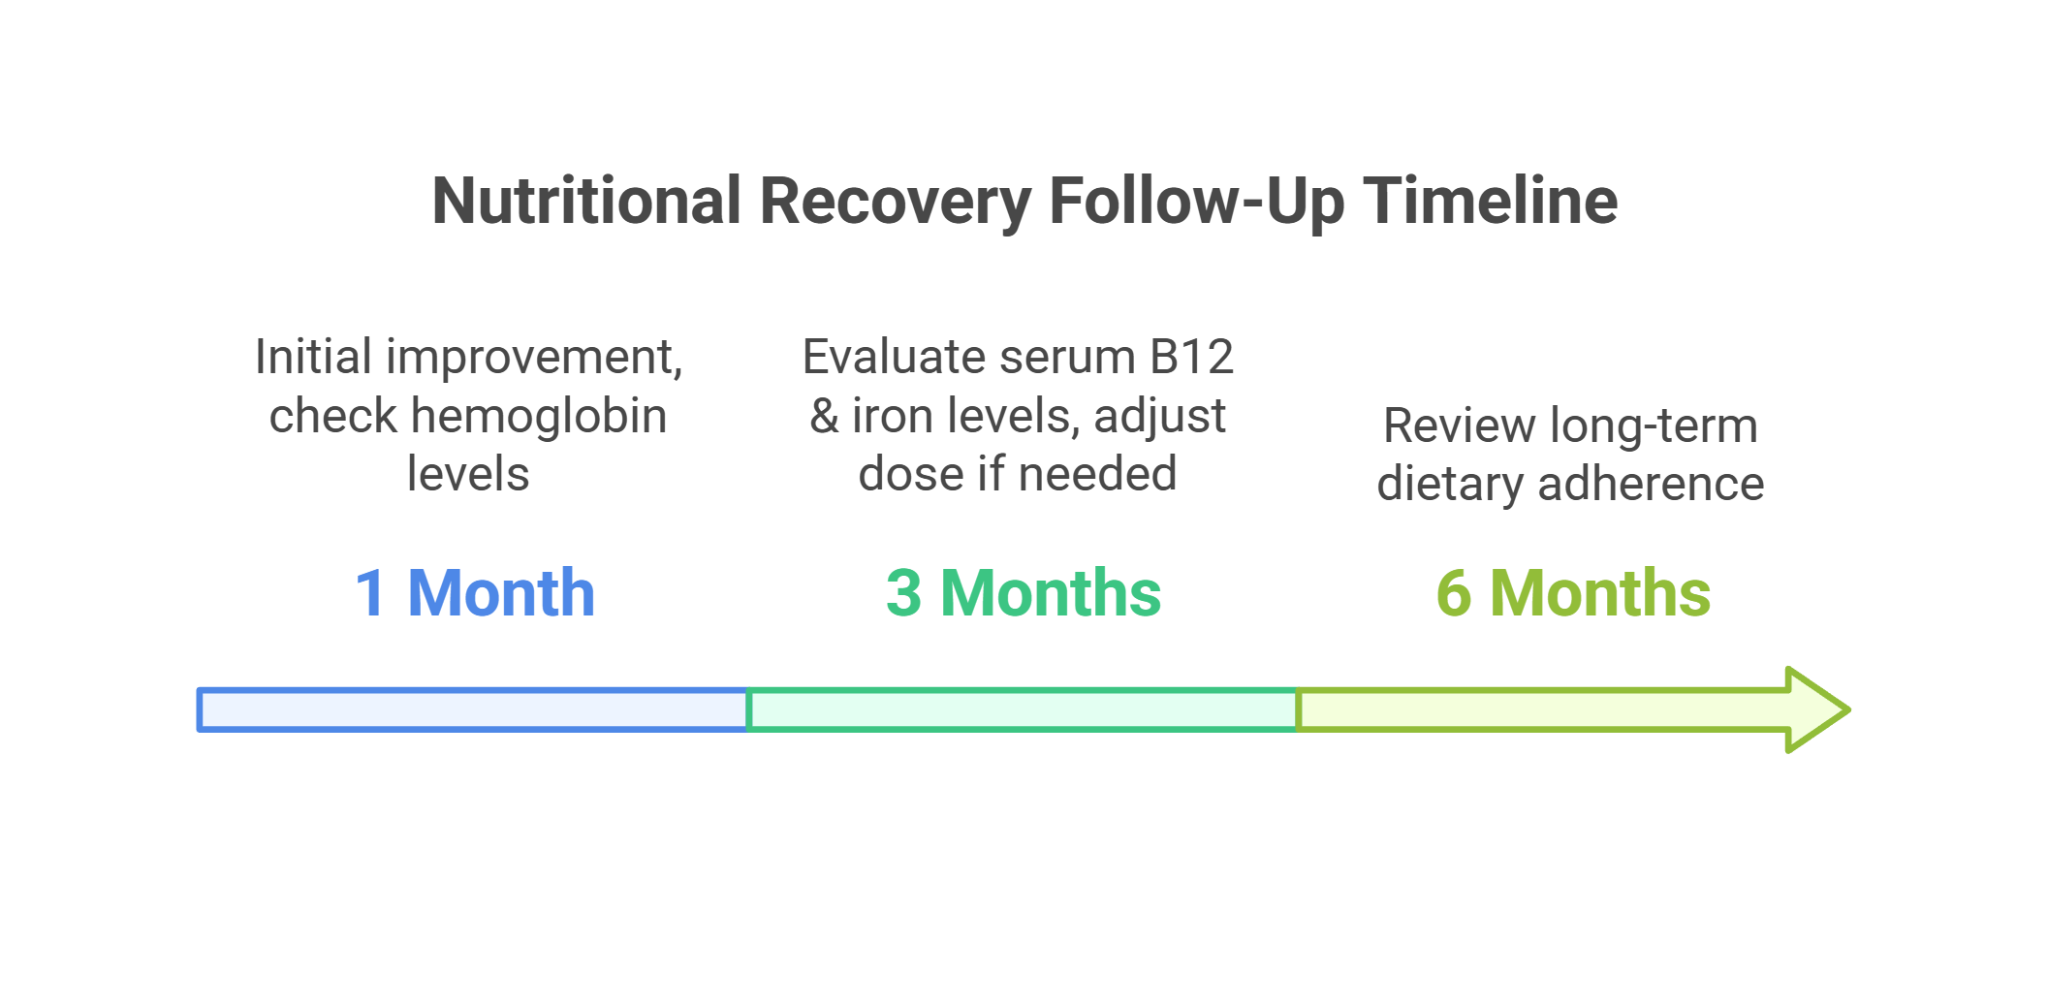 Nutritional Recovery Follow-Up Timeline
Initial improvement,
check hemoglobin
levels
1 Month
Evaluate serum B12
& iron levels, adjust
dose if needed
3 Months
Review long-term
dietary adherence
6 Months